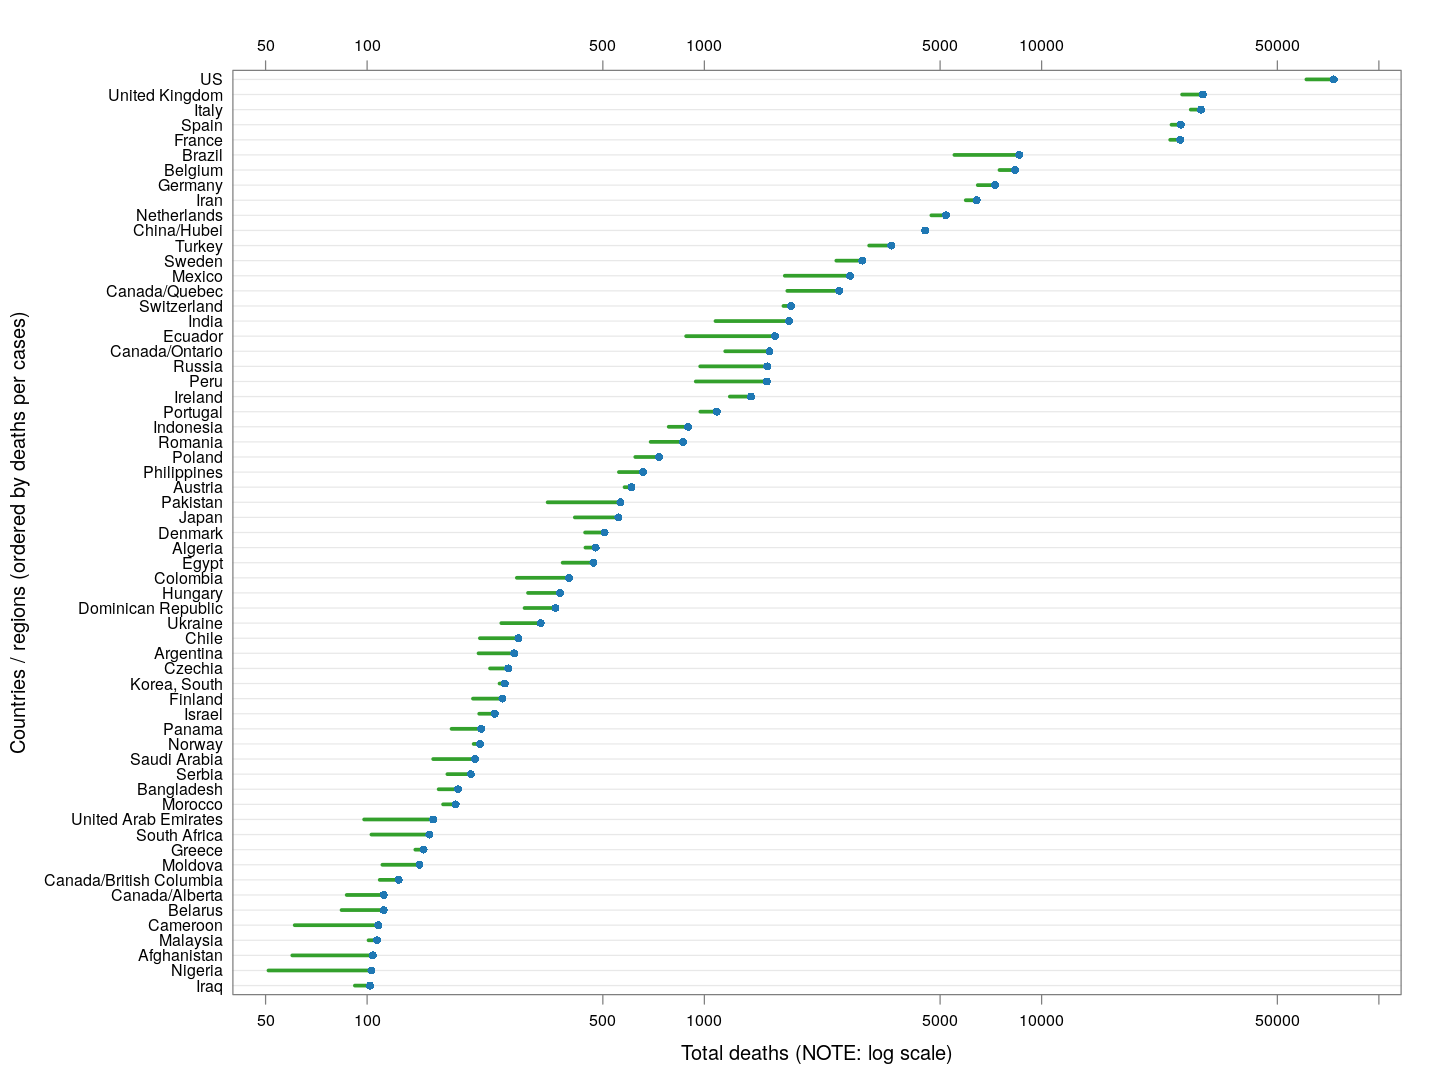 50 100 500 1000 5000 10000 50000
US
United Kingdom
Italy
Spain
France
Brazil
Belgium
Germany
Iran
Netherlands
China/Hubei
Turkey
Sweden
Mexico
Canada/Quebec
Switzerland
India
Ecuador
Canada/Ontario
Russia
Peru
Ireland
Portugal
Indonesia
Romania
Poland
Philippines
Austria
Pakistan
Japan
Denmark
Algeria
Egypt
Colombia
Hungary
Dominican Republic
Ukraine
Chile
Argentina
Czechia
Korea, South
Finland
Israel
Panama
Norway
Saudi Arabia
Serbia
Bangladesh
Morocco
United Arab Emirates
South Africa
Greece
Moldova
Canada/British Columbia
Canada/Alberta
Belarus
Cameroon
Malaysia
Afghanistan
Nigeria
Iraq
50 100 500 1000 5000 10000 50000
Total deaths (NOTE: log scale)
Countries / regions (ordered by deaths per cases)